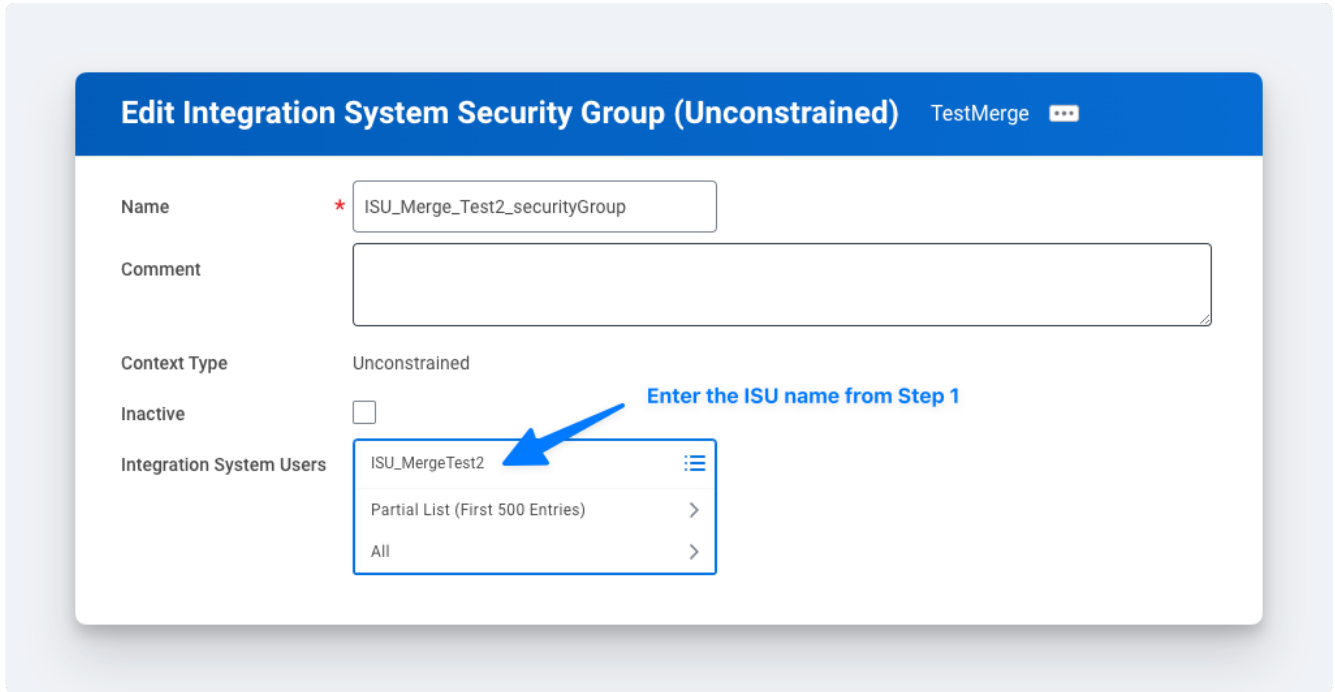 Edit Integration System Security Group (Unconstrained) TestMerge
Name * ISU_Merge_Test2_securityGroup
Comment
Context Type Unconstrained
Enter the ISU name from Step 1
Inactive
Integration System Users ISU_MergeTest2
Partial List (First 500 Entries)
All